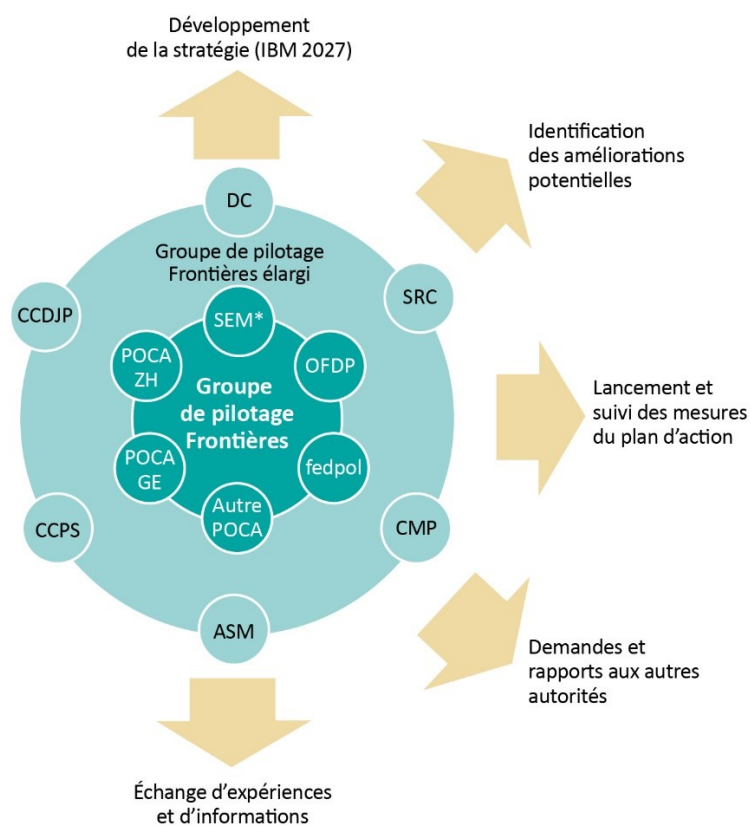 Développement
de la stratégie (IBM 2027)
Identification
des améliorations
potentielles
DC
Groupe de pilotage
Frontières élargi
SRC
CCDJP
SEM*
POCA
ZH
OFDP
Groupe
de pilotage
Frontières
Lancement et
suivi des mesures
du plan d’action
POCA
GE
fedpol
Autre
POCA
CCPS
CMP
ASM
Demandes et
rapports aux autres
autorités
Échange d’expériences
et d’informations